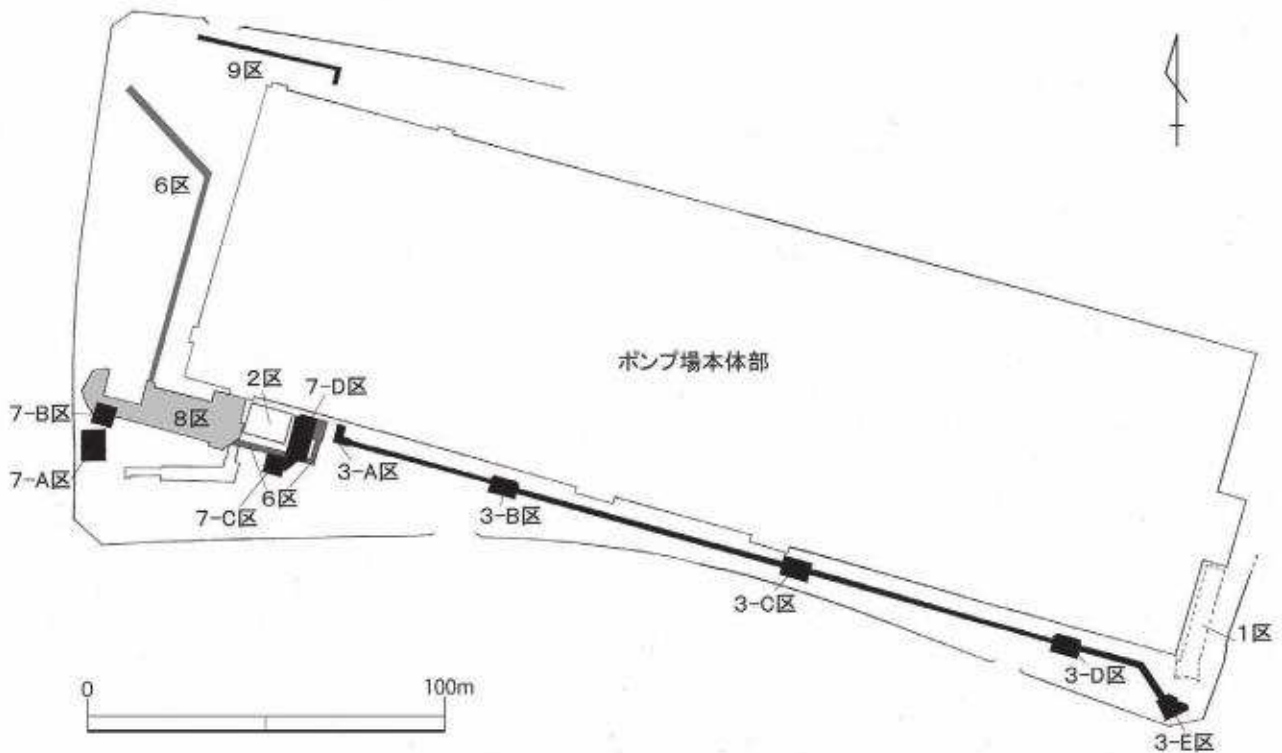 9区
6区
ポンプ場本体部
2区
7-D区
7-B区
8区
7-A区
3-A区
7-C区
6区
3-B区
3-C区
1区
3-D区
3-E区
0
100m